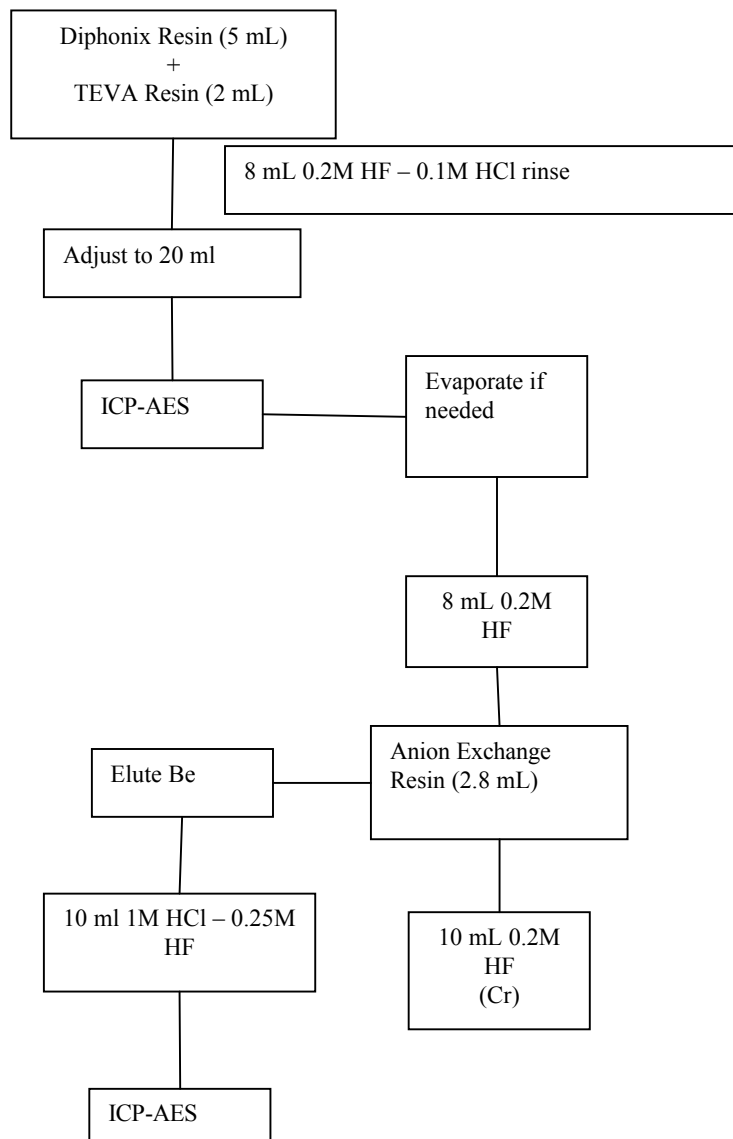 Diphonix Resin (5 mL)
+
TEVA Resin (2 mL)
8 mL 0.2M HF – 0.1M HCl rinse
Adjust to 20 ml
ICP-AES
Evaporate if
needed
8 mL 0.2M
HF
Anion Exchange
Resin (2.8 mL)
Elute Be
10 ml 1M HCl – 0.25M
HF
10 mL 0.2M
HF
(Cr)
ICP-AES